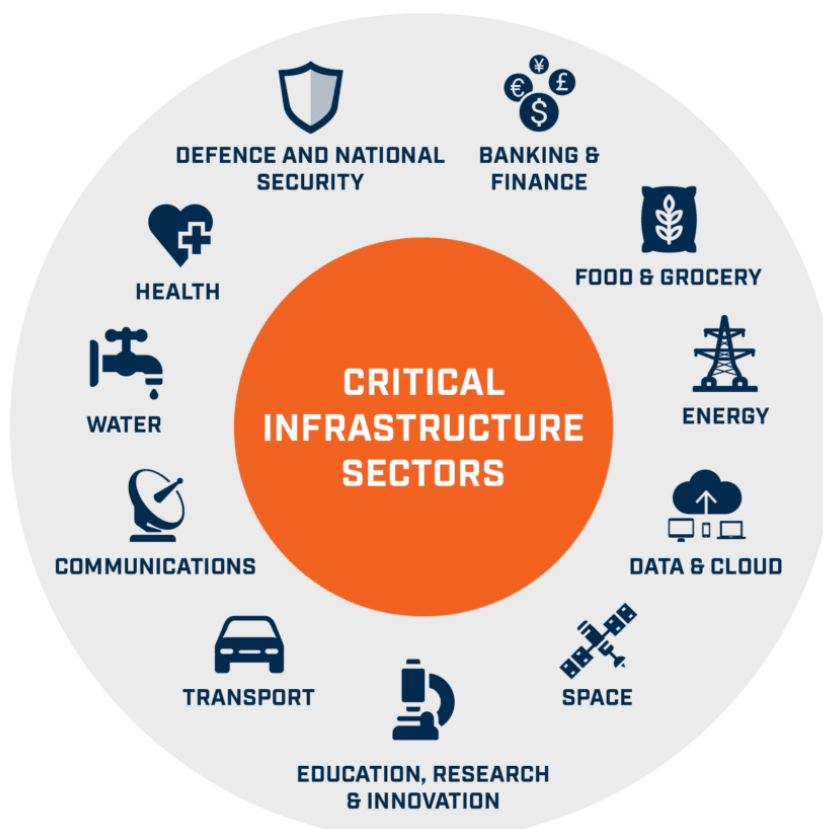 DEFENCE AND NATIONAL
SECURITY
¥
€
£
$
BANKING &
FINANCE
HEALTH
FOOD & GROCERY
WATER
CRITICAL
INFRASTRUCTURE
SECTORS
ENERGY
COMMUNICATIONS
DATA & CLOUD
TRANSPORT
SPACE
EDUCATION, RESEARCH
& INNOVATION